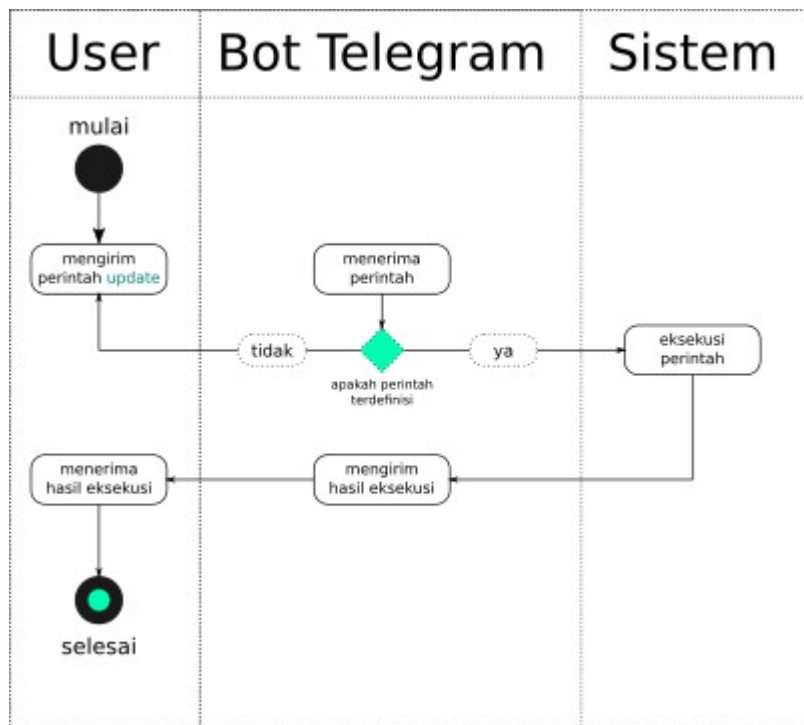 User
Bot Telegram
Sistem
mulai
mengirim
perintah update
menerima
perintah
tidak
ya
apakah perintah
terdefinisi
eksekusi
perintah
menerima
hasil eksekusi
mengirim
hasil eksekusi
selesai